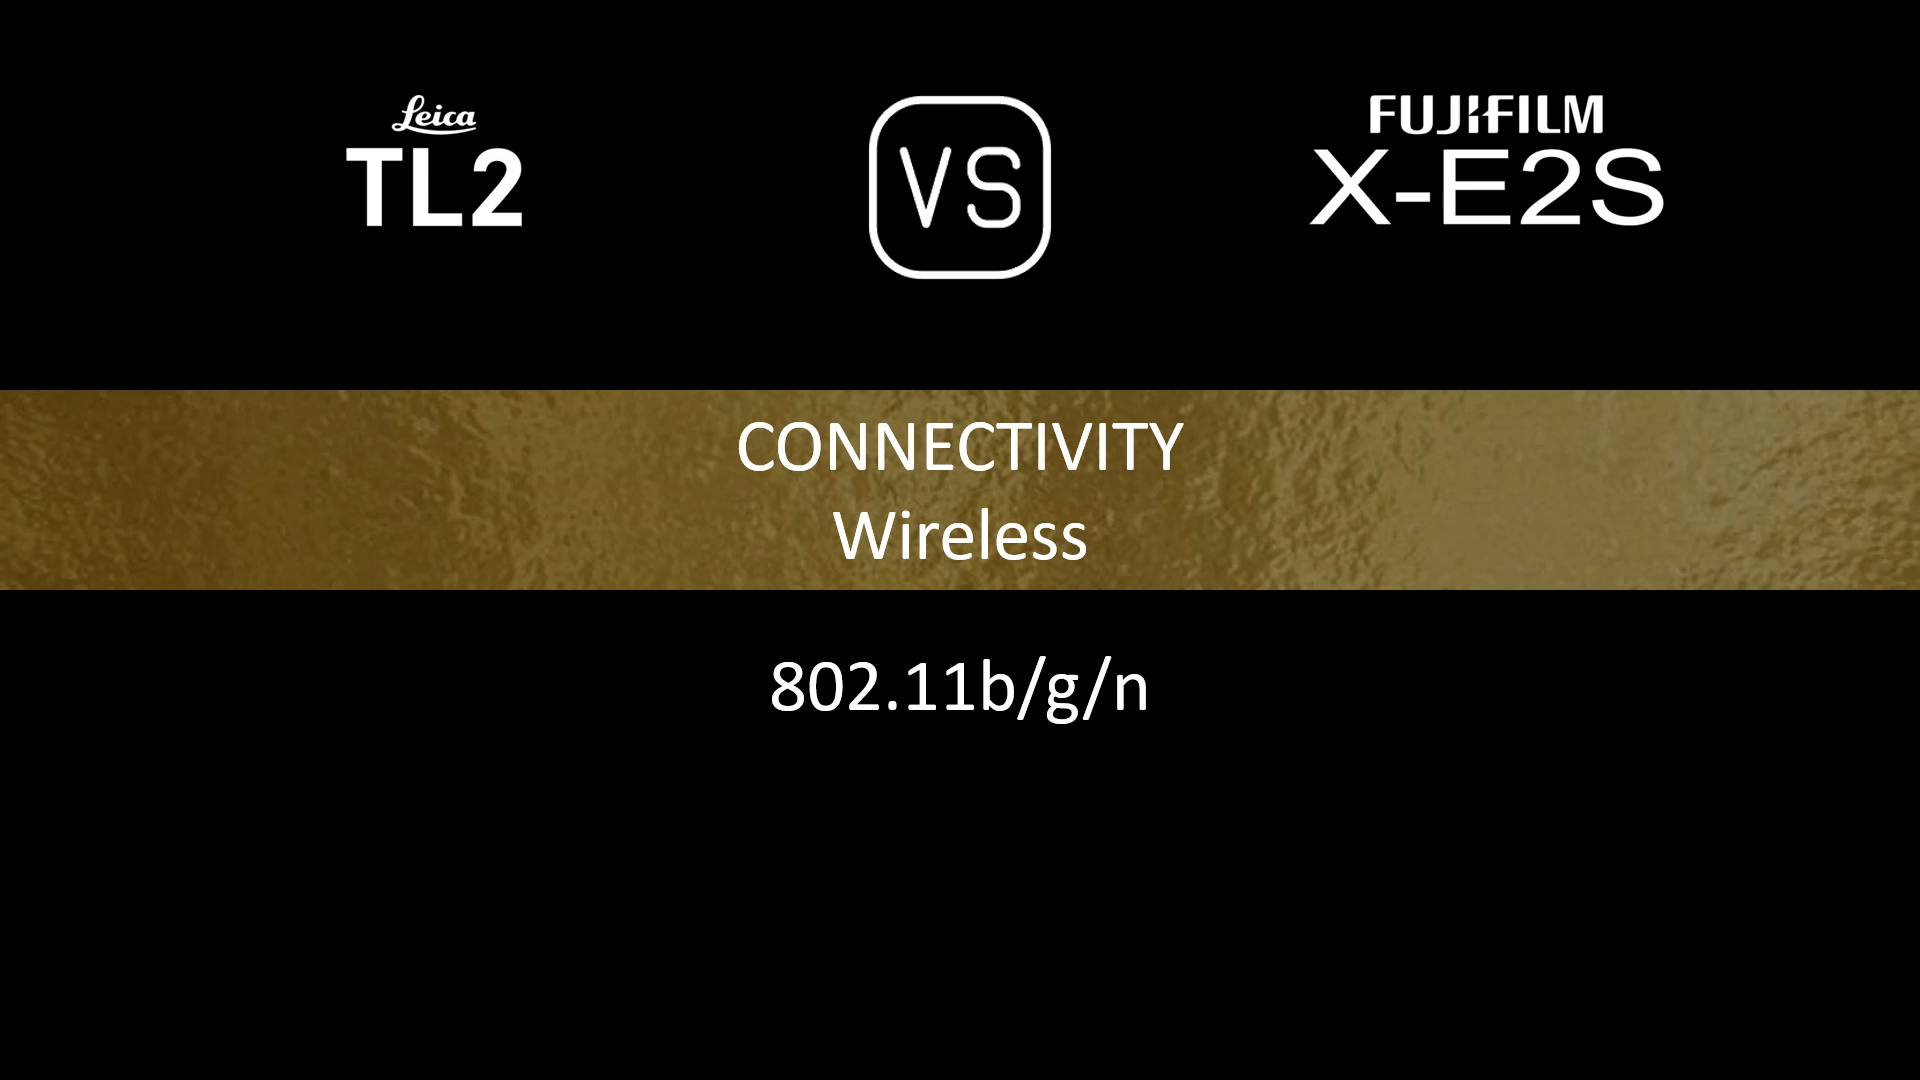 Leica
TL2
VS
FUJIFILM
X-E2S
CONNECTIVITY
Wireless
802.11b/g/n